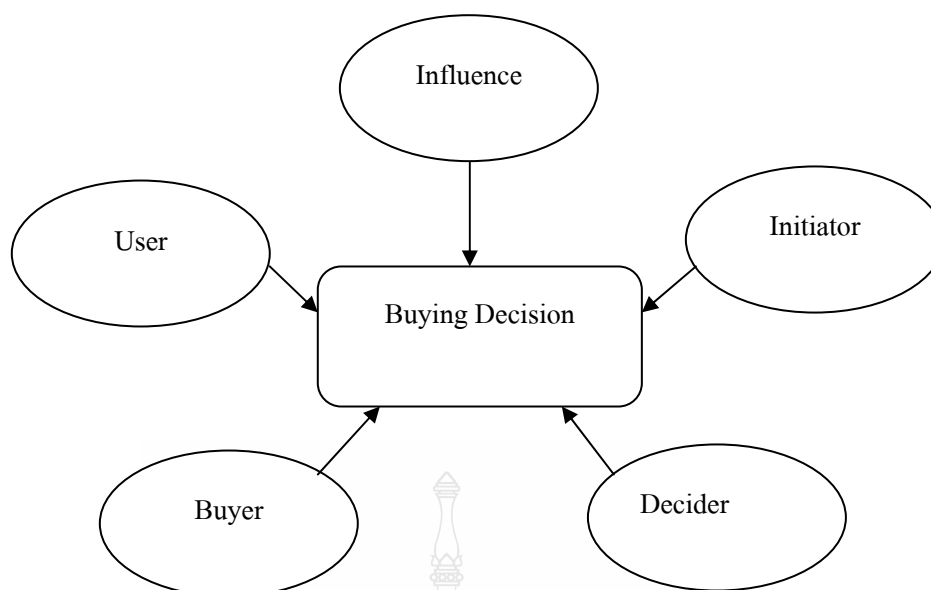 Influence
User
Initiator
Buying Decision
Buyer
Decider